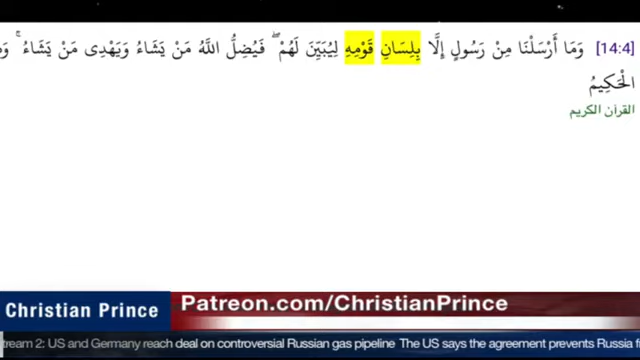 [14:4] وَمَا أَرْسَلْنَا مِنْ رَسُولٍ إِلَّا بِلِسَانِ قَوْمِهِ لِيُبَيِّنَ لَهُمْ ۖ فَيُضِلُّ اللَّهُ مَنْ يَشَاءُ وَيَهْدِى مَنْ يَشَاءُ ۚ
الْحَكِيمُ
القرآن الكريم
Christian Prince
Patreon.com/ChristianPrince
stream 2: US and Germany reach deal on controversial Russian gas pipeline The US says the agreement prevents Russia